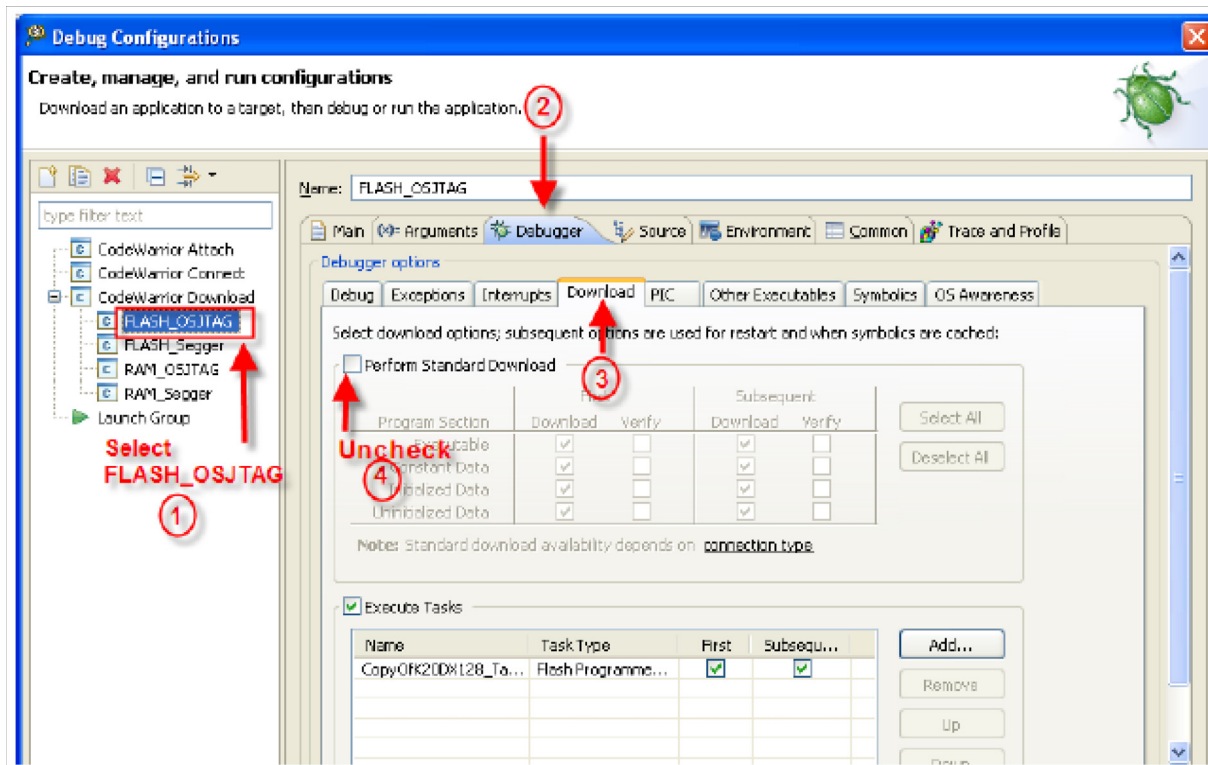 Debug Configurations
Create, manage, and run configurations
Download an application to a target, then debug or run the application.
2
Name: FLASH_OSJTAG
type filter text
Main (x)= Arguments Debugger Source Environment Common Trace and Profile
CodeWarrior Attach
CodeWarrior Connect
CodeWarrior Download
FLASH_OSJTAG
FLASH_Segger
RAM_OSJTAG
RAM_Segger
Launch Group
Select
FLASH_OSJTAG
1
Debugger options
Debug Exceptions Interrupts Download PIC Other Executables Symbolics OS Awareness
Select download options; subsequent options are used for restart and when symbolics are cached:
Perform Standard Download
3
Subsequent
Program Section Download Verify Download Verify
Select All
Uncheck
4
Constant Data
Deselect All
Initialized Data
Uninitialized Data
Note: Standard download availability depends on connection type
Execute Tasks
Name Task Type First Subsequ...
CopyOfK20DX128_Ta... Flash Programme...
Add...
Remove
Up
Down